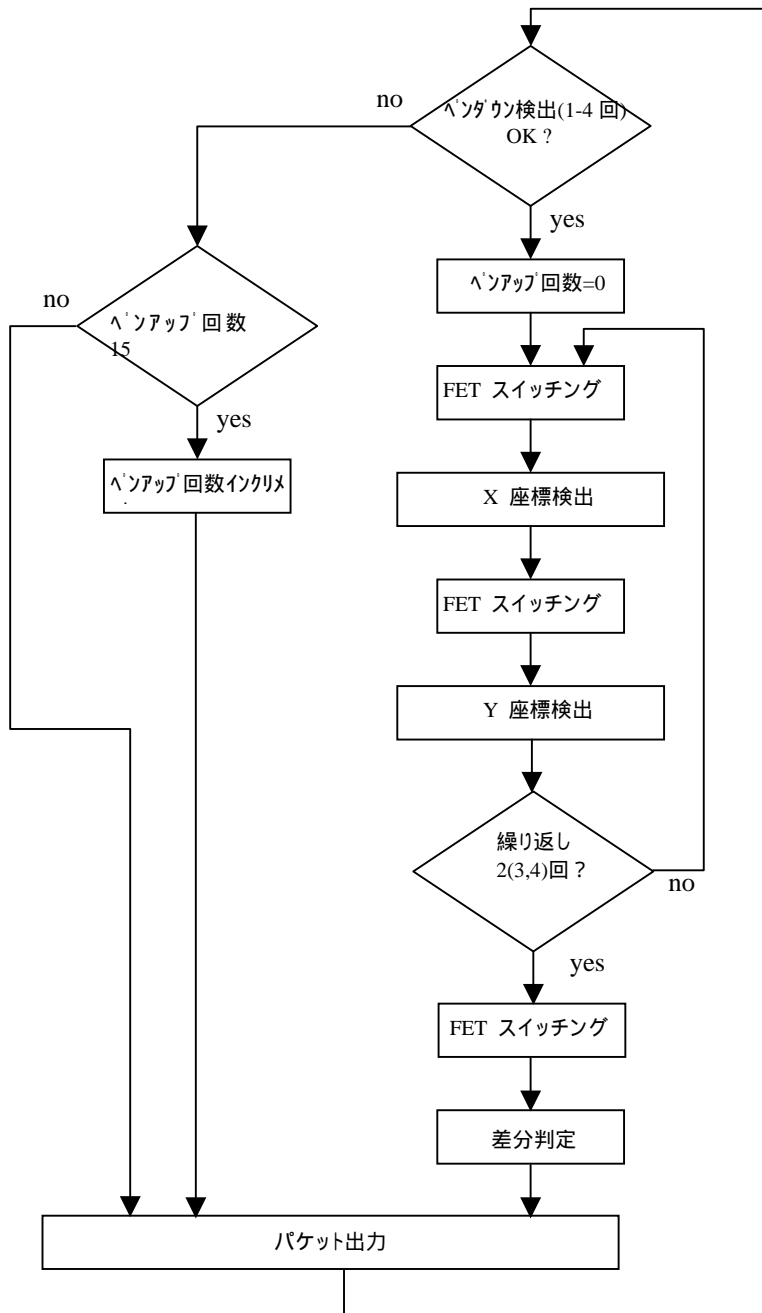 no
ﾍﾟﾝﾀﾞｳﾝ検出(1-4 回)
OK ?
yes
no
ﾍﾟﾝｱｯﾌﾟ回数=0
ﾍﾟﾝｱｯﾌﾟ回数
15
FET スイッチング
yes
ﾍﾟﾝｱｯﾌﾟ回数ｲﾝｸﾘﾒ
X 座標検出
FET スイッチング
Y 座標検出
繰り返し
2(3,4)回？
no
yes
FET スイッチング
差分判定
パケット出力